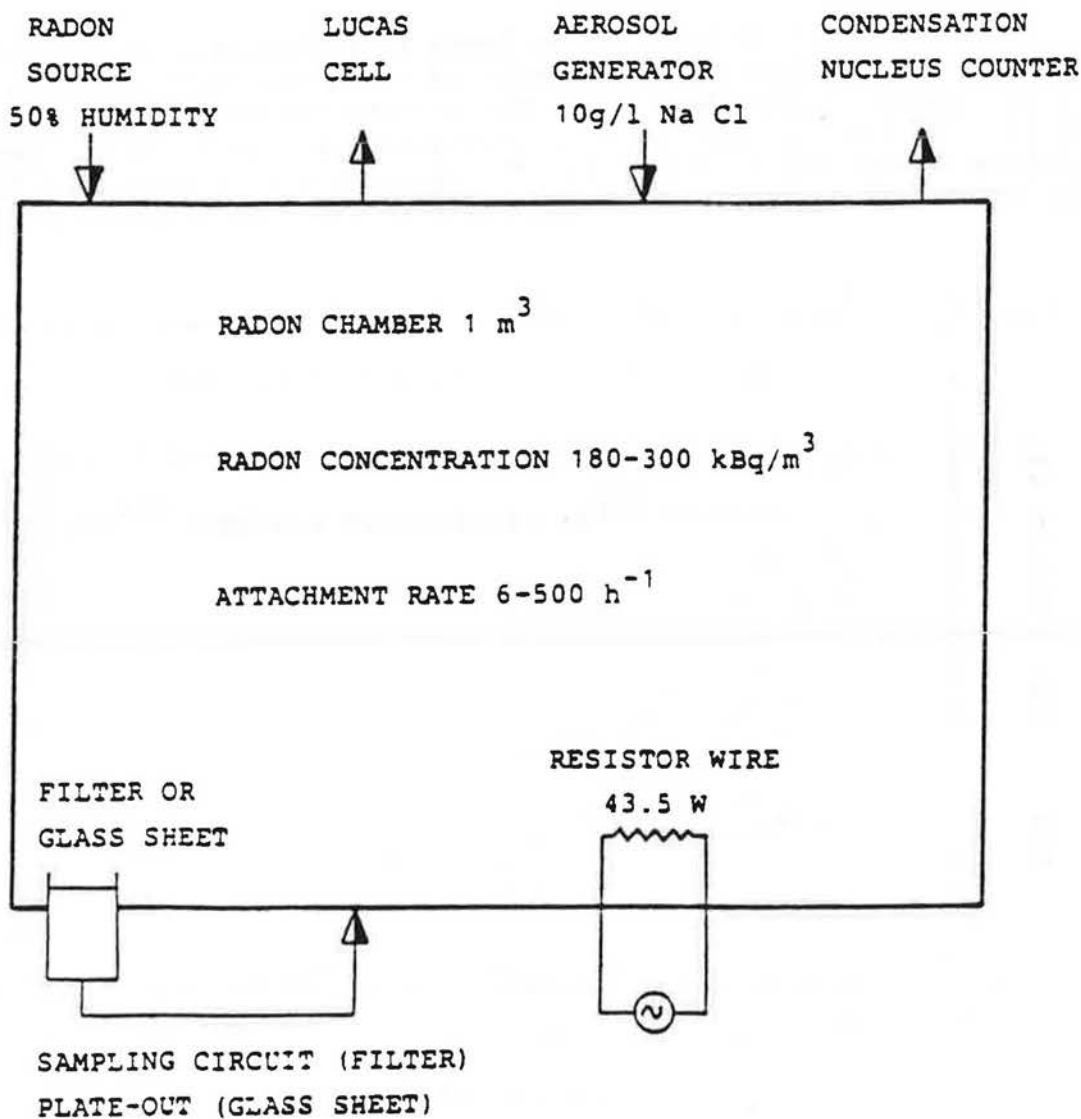 RADON
SOURCE
50% HUMIDITY
LUCAS
CELL
AEROSOL
GENERATOR
10g/l Na Cl
CONDENSATION
NUCLEUS COUNTER
RADON CHAMBER 1 m³
RADON CONCENTRATION 180-300 kBq/m³
ATTACHMENT RATE 6-500 h⁻¹
RESISTOR WIRE
43.5 W
FILTER OR
GLASS SHEET
SAMPLING CIRCUIT (FILTER)
PLATE-OUT (GLASS SHEET)